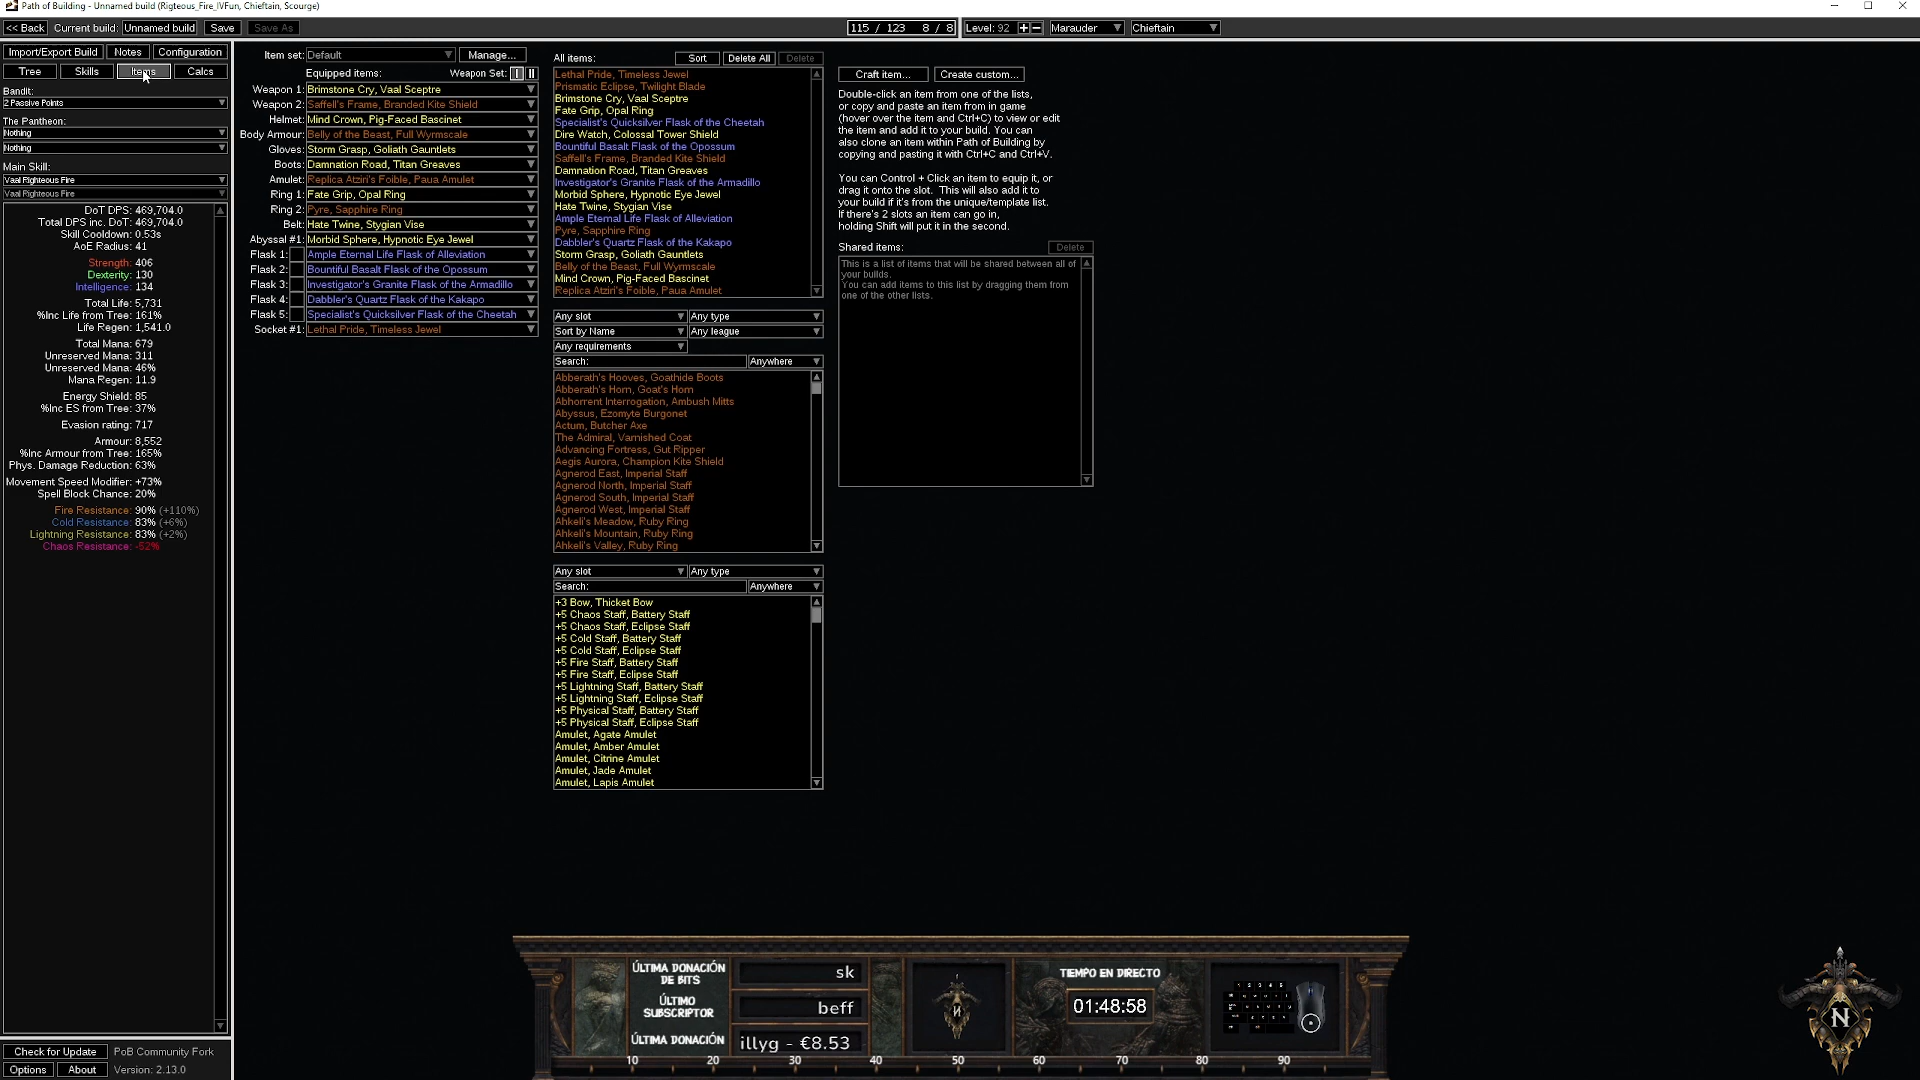 Path of Building - Unnamed build (Rigteous_Fire_IVFun, Chieftain, Scourge)
<< Back Current build: Unnamed build Save Save As 115 / 123 8 / 8 Level: 92 Marauder Chieftain
Import/Export Build Notes Configuration
Tree Skills Items Calcs
Bandit:
2 Passive Points
The Pantheon:
Nothing
Nothing
Main Skill:
Vaal Righteous Fire
Vaal Righteous Fire
DoT DPS: 469,704.0
Total DPS inc. DoT: 469,704.0
Skill Cooldown: 0.53s
AoE Radius: 41
Strength: 406
Dexterity: 130
Intelligence: 134
Total Life: 5,731
%Inc Life from Tree: 161%
Life Regen: 1,541.0
Total Mana: 679
Unreserved Mana: 311
Unreserved Mana: 46%
Mana Regen: 11.9
Energy Shield: 85
%Inc ES from Tree: 37%
Evasion rating: 717
Armour: 8,552
%Inc Armour from Tree: 165%
Phys. Damage Reduction: 63%
Movement Speed Modifier: +73%
Spell Block Chance: 20%
Fire Resistance: 90% (+110%)
Cold Resistance: 83% (+6%)
Lightning Resistance: 83% (+2%)
Chaos Resistance: -52%
Check for Update PoB Community Fork
Options About Version: 2.13.0
Item set: Default Manage...
Equipped items: Weapon Set: I II
Weapon 1: Brimstone Cry, Vaal Sceptre
Weapon 2: Saffell's Frame, Branded Kite Shield
Helmet: Mind Crown, Pig-Faced Bascinet
Body Armour: Belly of the Beast, Full Wyrmscale
Gloves: Storm Grasp, Goliath Gauntlets
Boots: Damnation Road, Titan Greaves
Amulet: Replica Atziri's Foible, Paua Amulet
Ring 1: Fate Grip, Opal Ring
Ring 2: Pyre, Sapphire Ring
Belt: Hate Twine, Stygian Vise
Abyssal #1: Morbid Sphere, Hypnotic Eye Jewel
Flask 1: Ample Eternal Life Flask of Alleviation
Flask 2: Bountiful Basalt Flask of the Opossum
Flask 3: Investigator's Granite Flask of the Armadillo
Flask 4: Dabbler's Quartz Flask of the Kakapo
Flask 5: Specialist's Quicksilver Flask of the Cheetah
Socket #1: Lethal Pride, Timeless Jewel
All items: Sort Delete All Delete
Lethal Pride, Timeless Jewel
Prismatic Eclipse, Twilight Blade
Brimstone Cry, Vaal Sceptre
Fate Grip, Opal Ring
Specialist's Quicksilver Flask of the Cheetah
Dire Watch, Colossal Tower Shield
Bountiful Basalt Flask of the Opossum
Saffell's Frame, Branded Kite Shield
Damnation Road, Titan Greaves
Investigator's Granite Flask of the Armadillo
Morbid Sphere, Hypnotic Eye Jewel
Hate Twine, Stygian Vise
Ample Eternal Life Flask of Alleviation
Pyre, Sapphire Ring
Dabbler's Quartz Flask of the Kakapo
Storm Grasp, Goliath Gauntlets
Belly of the Beast, Full Wyrmscale
Mind Crown, Pig-Faced Bascinet
Replica Atziri's Foible, Paua Amulet
Any slot Any type
Sort by Name Any league
Any requirements
Search: Anywhere
Abberath's Hooves, Goathide Boots
Abberath's Horn, Goat's Horn
Abhorrent Interrogation, Ambush Mitts
Abyssus, Ezomyte Burgonet
Actum, Butcher Axe
The Admiral, Varnished Coat
Advancing Fortress, Gut Ripper
Aegis Aurora, Champion Kite Shield
Agnerod East, Imperial Staff
Agnerod North, Imperial Staff
Agnerod South, Imperial Staff
Agnerod West, Imperial Staff
Ahkeli's Meadow, Ruby Ring
Ahkeli's Mountain, Ruby Ring
Ahkeli's Valley, Ruby Ring
Any slot Any type
Search: Anywhere
+3 Bow, Thicket Bow
+5 Chaos Staff, Battery Staff
+5 Chaos Staff, Eclipse Staff
+5 Cold Staff, Battery Staff
+5 Cold Staff, Eclipse Staff
+5 Fire Staff, Battery Staff
+5 Fire Staff, Eclipse Staff
+5 Lightning Staff, Battery Staff
+5 Lightning Staff, Eclipse Staff
+5 Physical Staff, Battery Staff
+5 Physical Staff, Eclipse Staff
Amulet, Agate Amulet
Amulet, Amber Amulet
Amulet, Citrine Amulet
Amulet, Jade Amulet
Amulet, Lapis Amulet
Craft item... Create custom...
Double-click an item from one of the lists,
or copy and paste an item from in game
(hover over the item and Ctrl+C) to view or edit
the item and add it to your build. You can
also clone an item within Path of Building by
copying and pasting it with Ctrl+C and Ctrl+V.
You can Control + Click an item to equip it, or
drag it onto the slot. This will also add it to
your build if it's from the unique/template list.
If there's 2 slots an item can go in,
holding Shift will put it in the second.
Shared items: Delete
This is a list of items that will be shared between all of
your builds.
You can add items to this list by dragging them from
one of the other lists.
ÚLTIMA DONACIÓN
DE BITS
sk
ÚLTIMO
SUBSCRIPTOR
beff
ÚLTIMA DONACIÓN
illyg - €8.53
TIEMPO EN DIRECTO
01:48:58
10 20 30 40 50 60 70 80 90
N